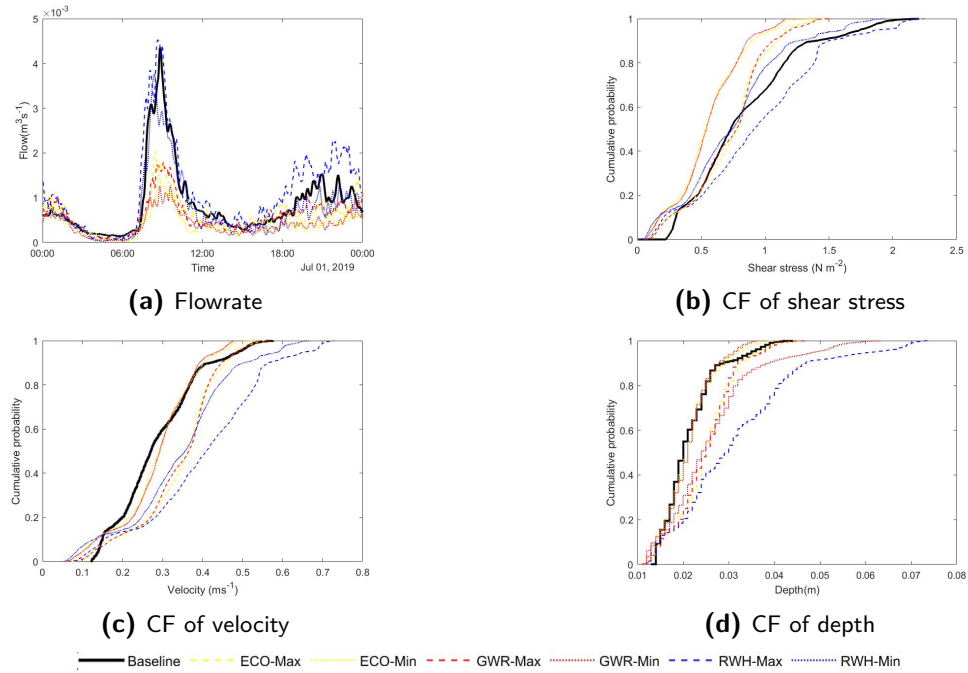 ×10⁻³
5
4
3
2
1
0
Flow(m³s⁻¹)
00:00 06:00 12:00 18:00 00:00
Time
Jul 01, 2019
(a) Flowrate
1
0.8
0.6
0.4
0.2
0
Cumulative probability
0 0.5 1 1.5 2 2.5
Shear stress (N m⁻²)
(b) CF of shear stress
1
0.8
0.6
0.4
0.2
0
Cumulative probability
0 0.1 0.2 0.3 0.4 0.5 0.6 0.7 0.8
Velocity (ms⁻¹)
(c) CF of velocity
1
0.8
0.6
0.4
0.2
0
Cumulative probability
0.01 0.02 0.03 0.04 0.05 0.06 0.07 0.08
Depth(m)
(d) CF of depth
Baseline ECO-Max ECO-Min GWR-Max GWR-Min RWH-Max RWH-Min